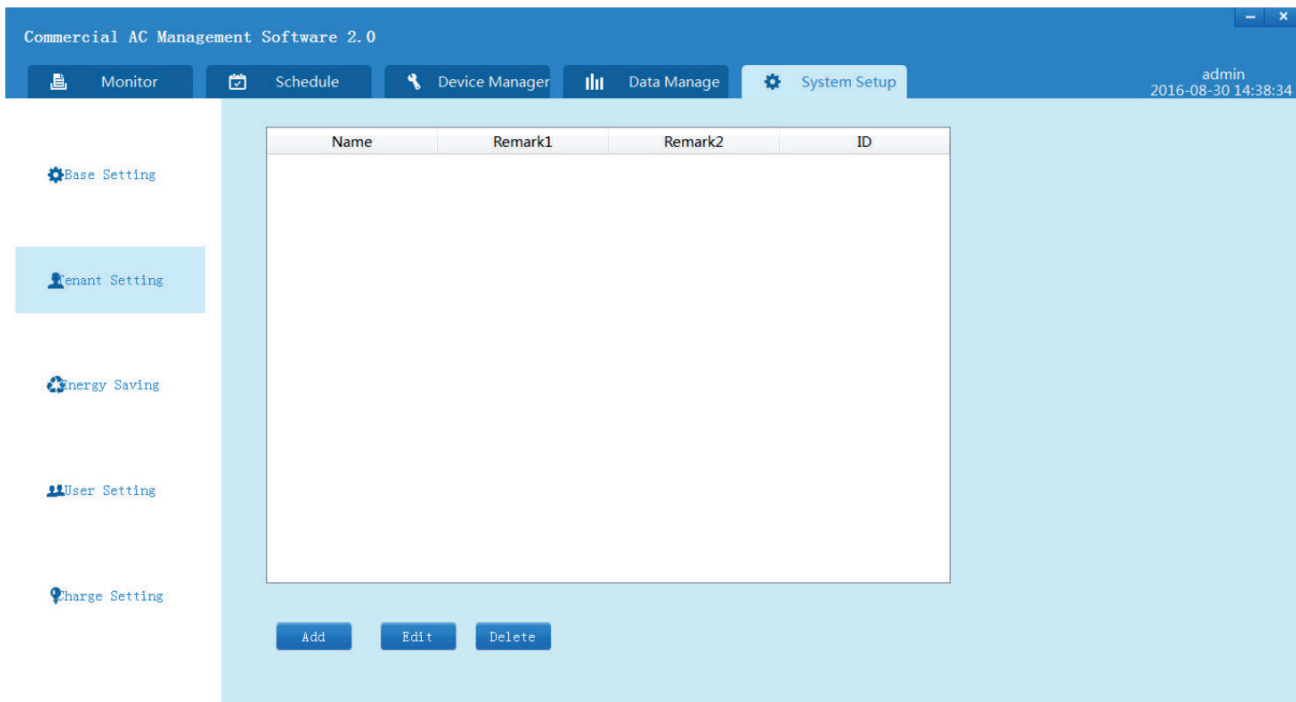 Commercial AC Management Software 2.0
Monitor Schedule Device Manager Data Manage System Setup
admin
2016-08-30 14:38:34
Name Remark1 Remark2 ID
Base Setting
Tenant Setting
Energy Saving
User Setting
Charge Setting
Add Edit Delete